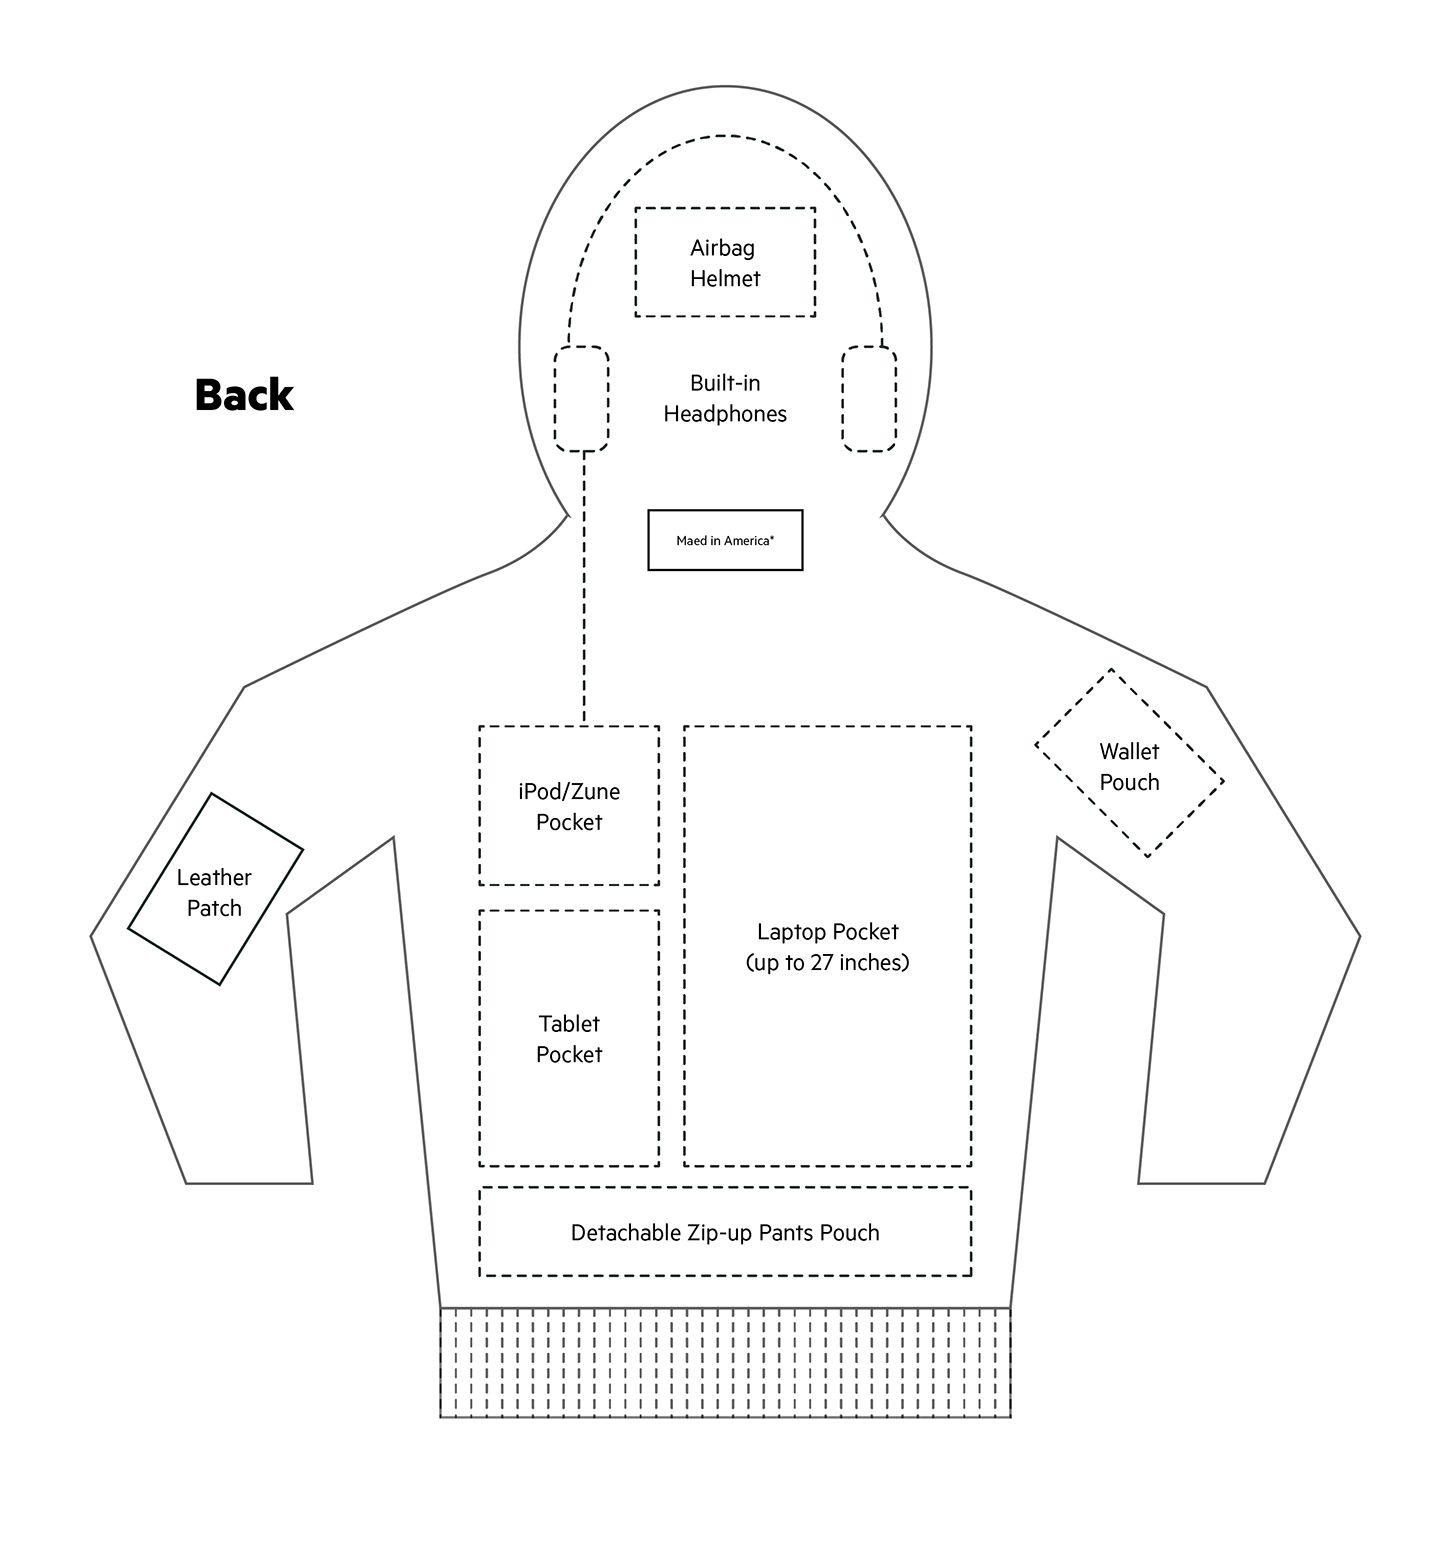 Airbag
Helmet
Back
Built-in
Headphones
Maed in America*
Wallet
Pouch
iPod/Zune
Pocket
Leather
Patch
Laptop Pocket
(up to 27 inches)
Tablet
Pocket
Detachable Zip-up Pants Pouch